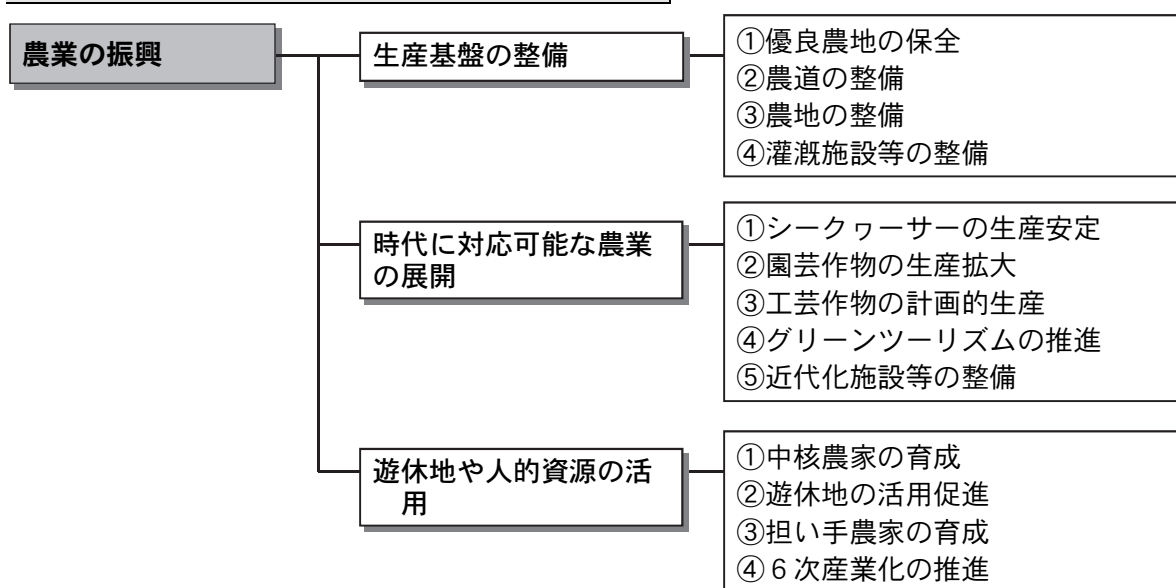 農業の振興
生産基盤の整備
①優良農地の保全
②農道の整備
③農地の整備
④灌漑施設等の整備
時代に対応可能な農業
の展開
①シークヮーサーの生産安定
②園芸作物の生産拡大
③工芸作物の計画的生産
④グリーンツーリズムの推進
⑤近代化施設等の整備
遊休地や人的資源の活
用
①中核農家の育成
②遊休地の活用促進
③担い手農家の育成
④６次産業化の推進